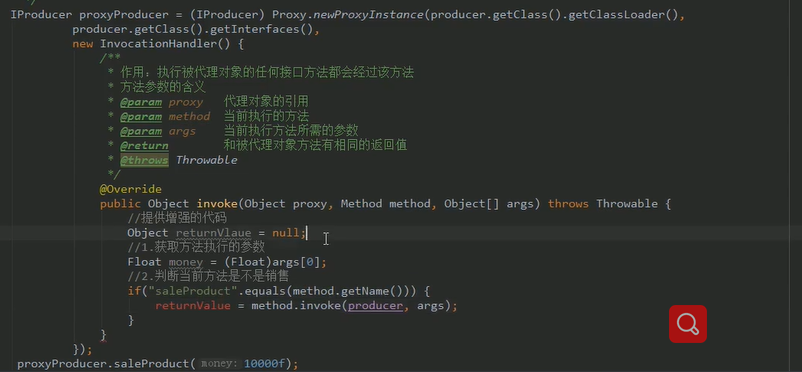 */
IProducer proxyProducer = (IProducer) Proxy.newProxyInstance(producer.getClass().getClassLoader(),
producer.getClass().getInterfaces(),
new InvocationHandler() {
/**
* 作用：执行被代理对象的任何接口方法都会经过该方法
* 方法参数的含义
* @param proxy 代理对象的引用
* @param method 当前执行的方法
* @param args 当前执行方法所需的参数
* @return 和被代理对象方法有相同的返回值
* @throws Throwable
*/
@Override
public Object invoke(Object proxy, Method method, Object[] args) throws Throwable {
//提供增强的代码
Object returnVlaue = null;
//1.获取方法执行的参数
Float money = (Float)args[0];
//2.判断当前方法是不是销售
if("saleProduct".equals(method.getName())) {
returnValue = method.invoke(producer, args);
}
}
});
proxyProducer.saleProduct( money: 10000f);